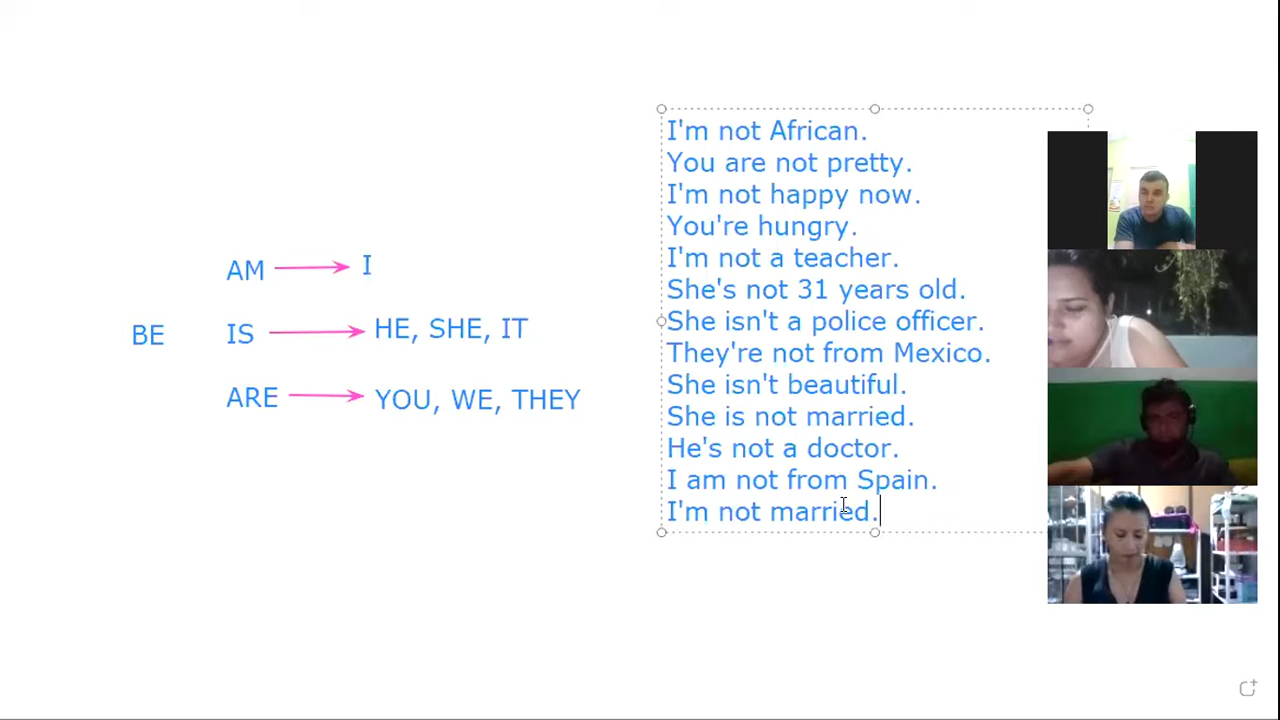 AM I
BE IS HE, SHE, IT
ARE YOU, WE, THEY
I'm not African.
You are not pretty.
I'm not happy now.
You're hungry.
I'm not a teacher.
She's not 31 years old.
She isn't a police officer.
They're not from Mexico.
She isn't beautiful.
She is not married.
He's not a doctor.
I am not from Spain.
I'm not married.